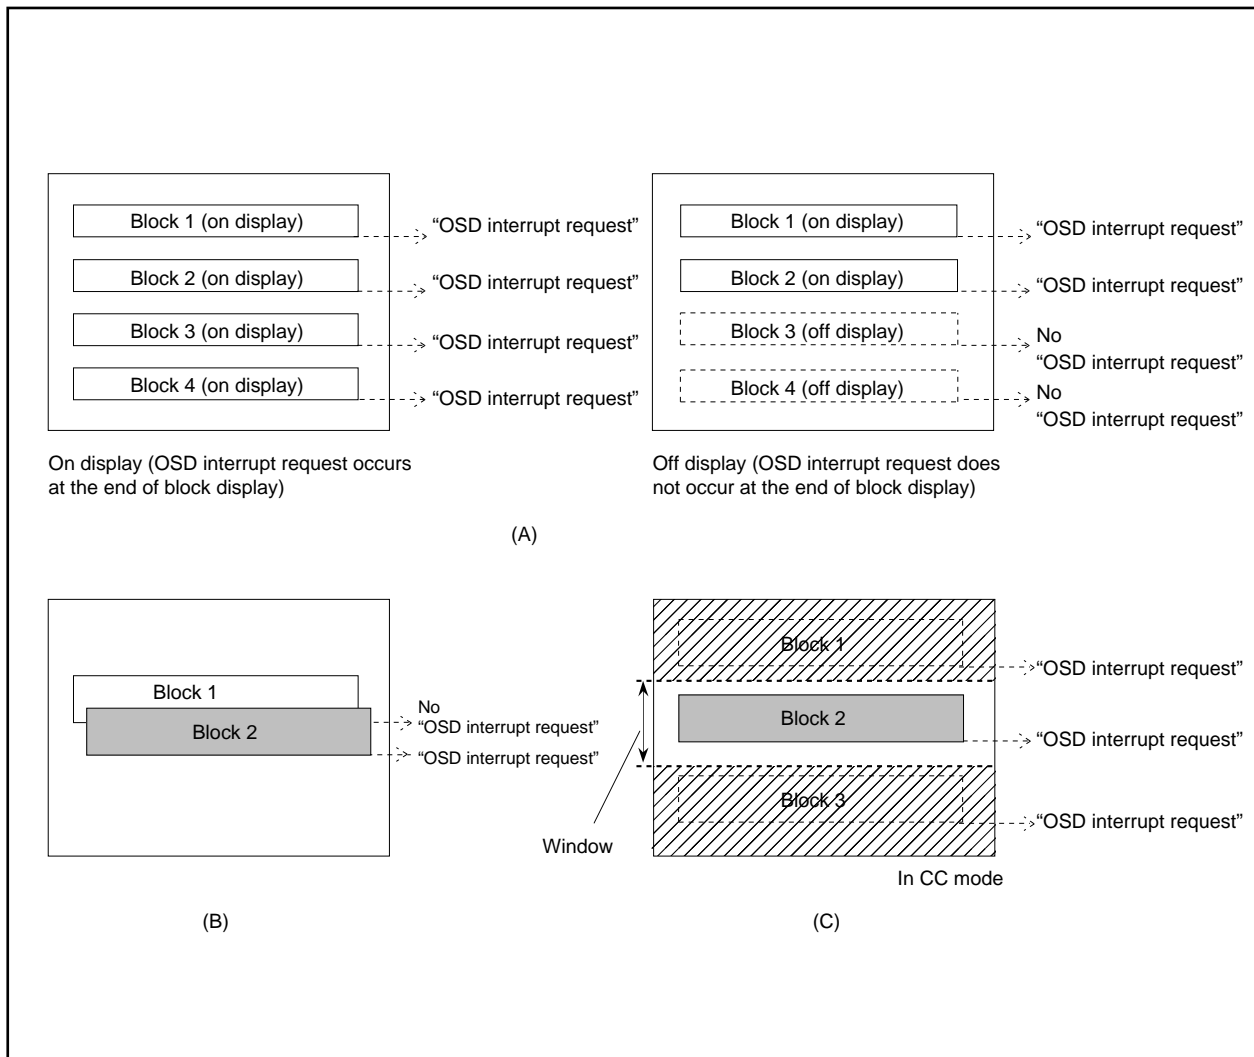 Block 1 (on display)
“OSD interrupt request”
Block 2 (on display)
“OSD interrupt request”
Block 3 (on display)
“OSD interrupt request”
Block 4 (on display)
“OSD interrupt request”
On display (OSD interrupt request occurs
at the end of block display)
Block 1 (on display)
“OSD interrupt request”
Block 2 (on display)
“OSD interrupt request”
Block 3 (off display)
No
“OSD interrupt request”
Block 4 (off display)
No
“OSD interrupt request”
Off display (OSD interrupt request does
not occur at the end of block display)
(A)
Block 1
Block 2
No
“OSD interrupt request”
“OSD interrupt request”
(B)
Block 1
“OSD interrupt request”
Block 2
“OSD interrupt request”
Block 3
“OSD interrupt request”
Window
In CC mode
(C)